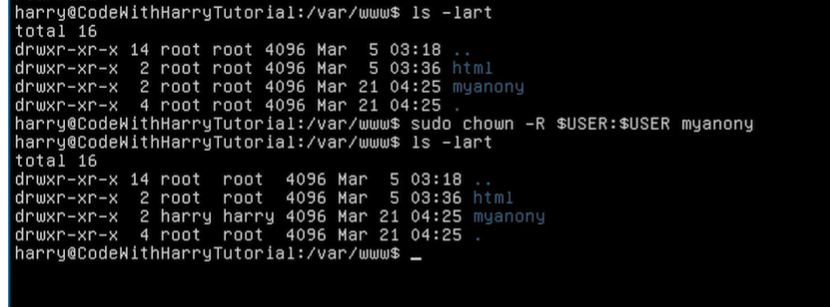 harry@CodeWithHarryTutorial:/var/www$ ls -lart
total 16
drwxr-xr-x 14 root root 4096 Mar  5 03:18 ..
drwxr-xr-x  2 root root 4096 Mar  5 03:36 html
drwxr-xr-x  2 root root 4096 Mar 21 04:25 myanony
drwxr-xr-x  4 root root 4096 Mar 21 04:25 .
harry@CodeWithHarryTutorial:/var/www$ sudo chown -R $USER:$USER myanony
harry@CodeWithHarryTutorial:/var/www$ ls -lart
total 16
drwxr-xr-x 14 root  root  4096 Mar  5 03:18 ..
drwxr-xr-x  2 root  root  4096 Mar  5 03:36 html
drwxr-xr-x  2 harry harry 4096 Mar 21 04:25 myanony
drwxr-xr-x  4 root  root  4096 Mar 21 04:25 .
harry@CodeWithHarryTutorial:/var/www$ _